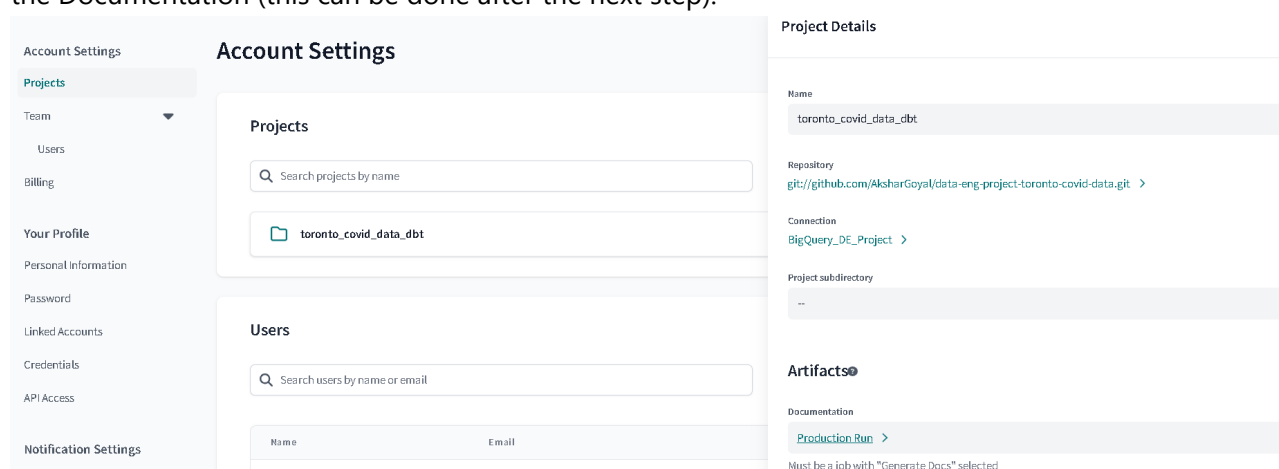 the Documentation (this can be done after the next step).
Account Settings
Projects
Team
Users
Billing
Your Profile
Personal Information
Password
Linked Accounts
Credentials
API Access
Notification Settings
Account Settings
Projects
Search projects by name
toronto_covid_data_dbt
Users
Search users by name or email
Name Email
Project Details
Name
toronto_covid_data_dbt
Repository
git://github.com/AksharGoyal/data-eng-project-toronto-covid-data.git >
Connection
BigQuery_DE_Project >
Project subdirectory
--
Artifacts?
Documentation
Production Run >
Must be a job with "Generate Docs" selected